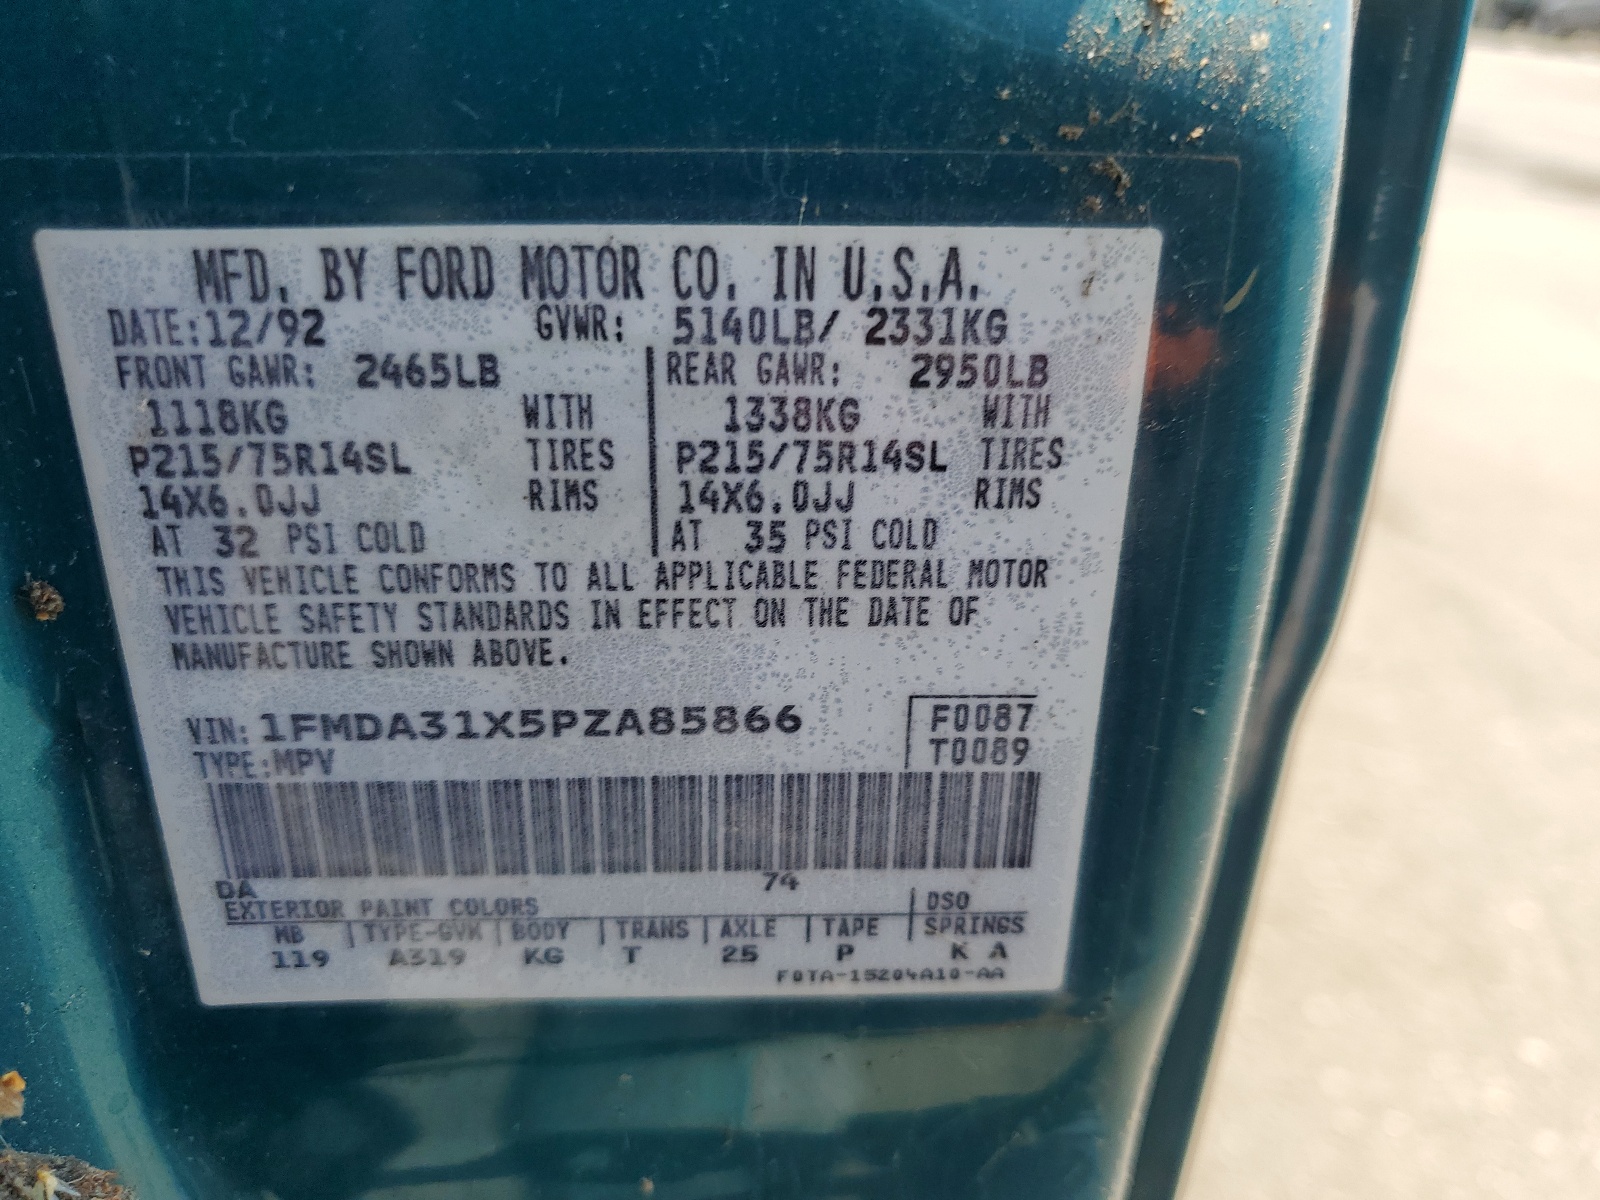 MFD. BY FORD MOTOR CO. IN U.S.A.
DATE:12/92 GVWR: 5140LB/ 2331KG
FRONT GAWR: 2465LB REAR GAWR: 2950LB
1118KG WITH 1338KG WITH
P215/75R14SL TIRES P215/75R14SL TIRES
14X6.0JJ RIMS 14X6.0JJ RIMS
AT 32 PSI COLD AT 35 PSI COLD
THIS VEHICLE CONFORMS TO ALL APPLICABLE FEDERAL MOTOR
VEHICLE SAFETY STANDARDS IN EFFECT ON THE DATE OF
MANUFACTURE SHOWN ABOVE.
VIN: 1FMDA31X5PZA85866 F0087
TYPE:MPV T0089
DA 74
EXTERIOR PAINT COLORS DSO
WB TYPE-GVW BODY TRANS AXLE TAPE SPRINGS
119 A319 KG T 25 P K A
F0TA-15204A10-AA